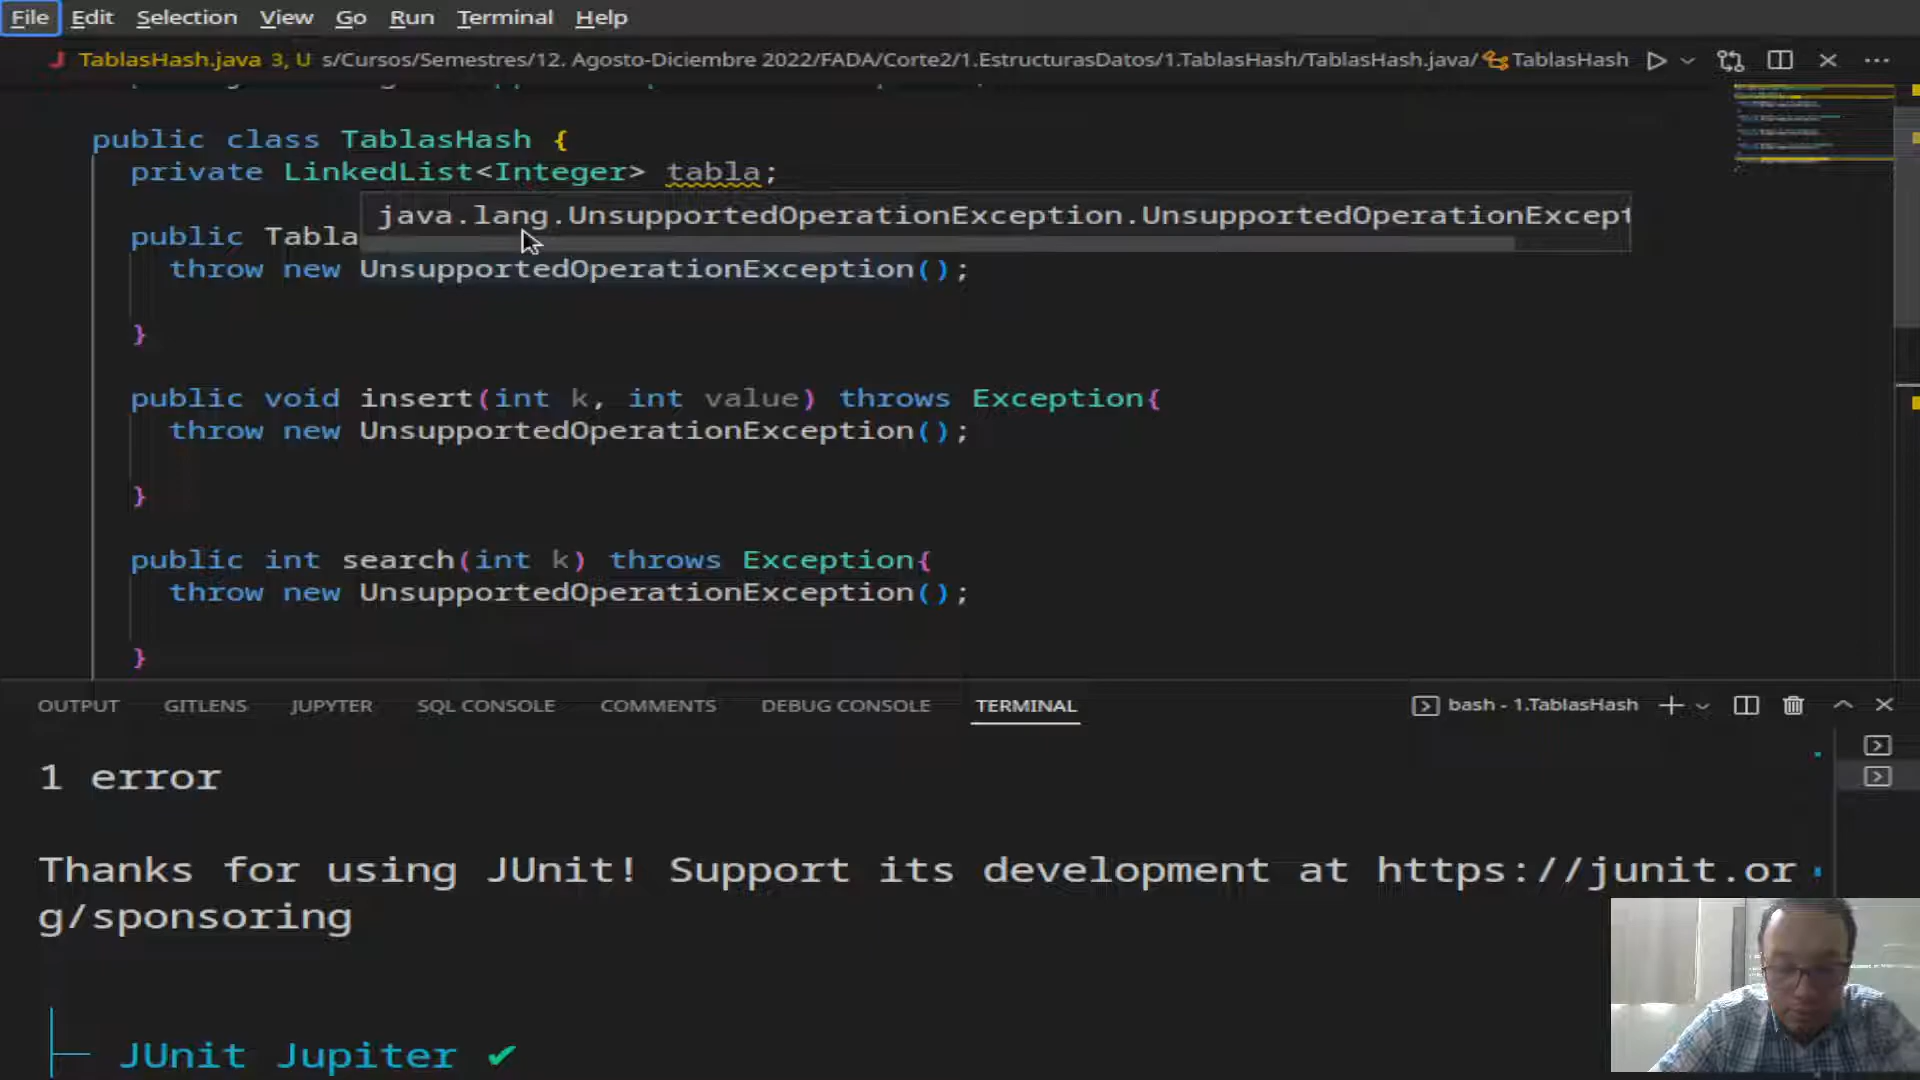 File Edit Selection View Go Run Terminal Help
TablasHash.java 3, U s/Cursos/Semestres/12. Agosto-Diciembre 2022/FADA/Corte2/1.EstructurasDatos/1.TablasHash/TablasHash.java/ TablasHash
public class TablasHash {
private LinkedList<Integer> tabla;
java.lang.UnsupportedOperationException.UnsupportedOperationExcept
public Tabla
throw new UnsupportedOperationException();
}
public void insert(int k, int value) throws Exception{
throw new UnsupportedOperationException();
}
public int search(int k) throws Exception{
throw new UnsupportedOperationException();
}
OUTPUT GITLENS JUPYTER SQL CONSOLE COMMENTS DEBUG CONSOLE TERMINAL bash - 1.TablasHash
1 error
Thanks for using JUnit! Support its development at https://junit.or
g/sponsoring
JUnit Jupiter ✔